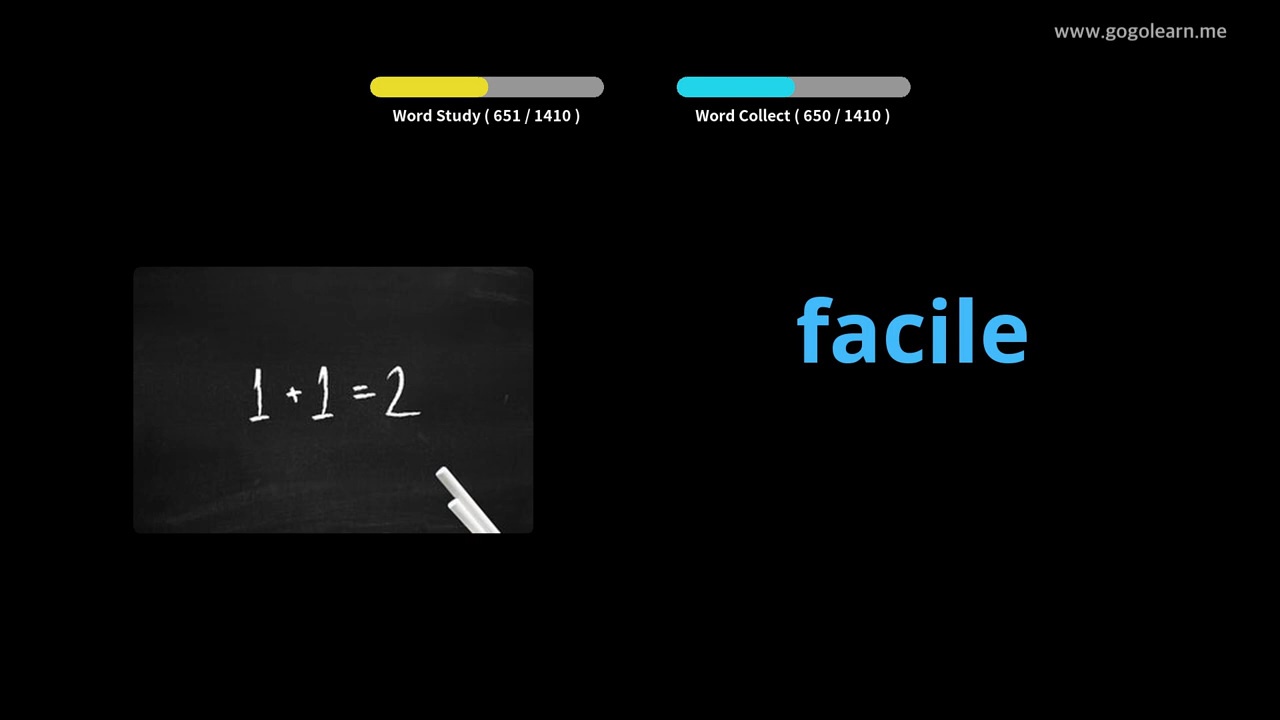 www.gogolearn.me
Word Study ( 651 / 1410 )
Word Collect ( 650 / 1410 )
facile
1 + 1 = 2